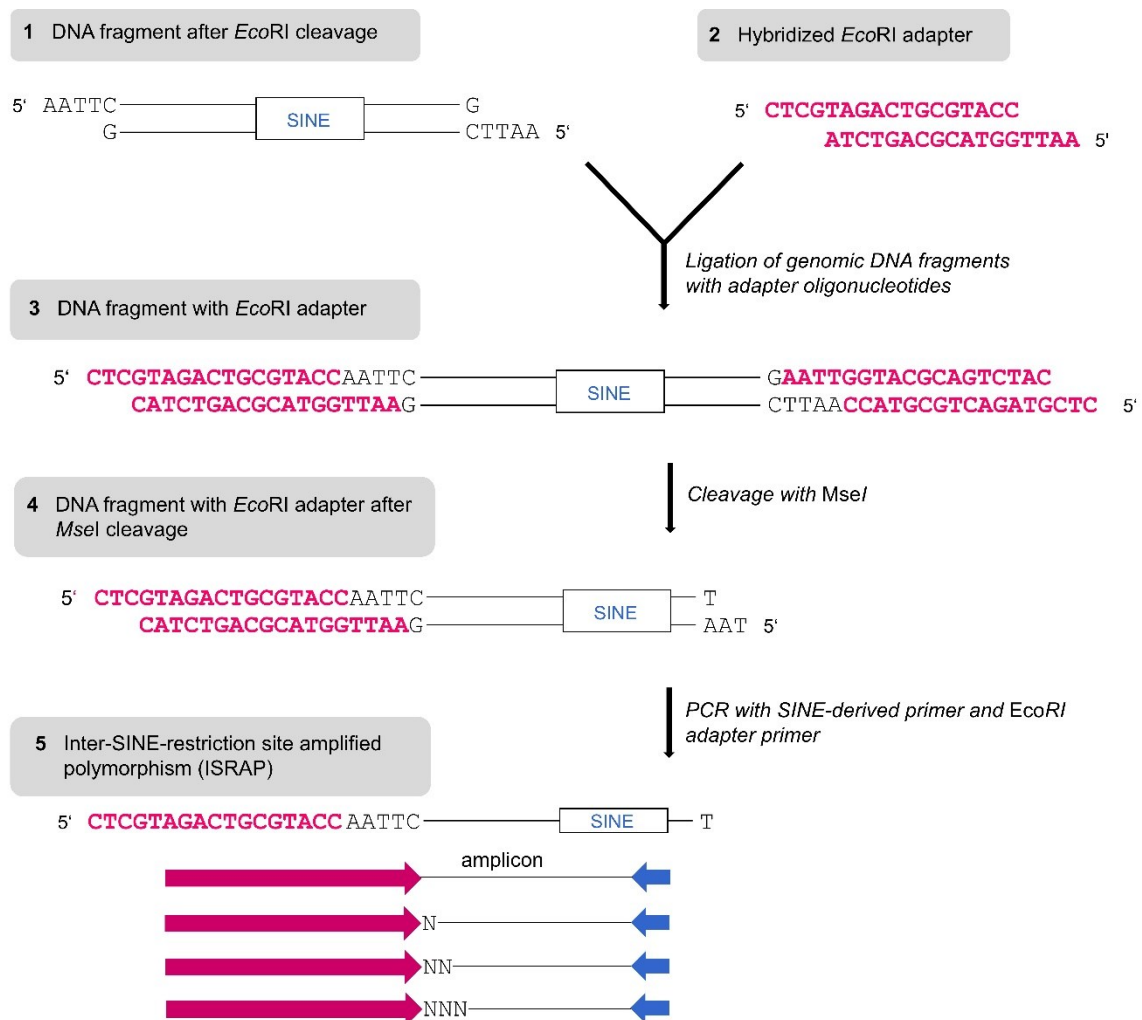 1 DNA fragment after EcoRI cleavage
2 Hybridized EcoRI adapter
5‘ AATTC G
SINE
G CTTAA 5‘
5‘ CTCGTAGACTGCGTACC
ATCTGACGCATGGTTAA 5'
Ligation of genomic DNA fragments
with adapter oligonucleotides
3 DNA fragment with EcoRI adapter
5‘ CTCGTAGACTGCGTACCAATTC GAATTGGTACGCAGTCTAC
SINE
CATCTGACGCATGGTTAAG CTTAACCATGCGTCAGATGCTC 5‘
Cleavage with MseI
4 DNA fragment with EcoRI adapter after
MseI cleavage
5‘ CTCGTAGACTGCGTACCAATTC T
SINE
CATCTGACGCATGGTTAAG AAT 5‘
PCR with SINE-derived primer and EcoRI
adapter primer
5 Inter-SINE-restriction site amplified
polymorphism (ISRAP)
5‘ CTCGTAGACTGCGTACC AATTC SINE T
amplicon
N
NN
NNN